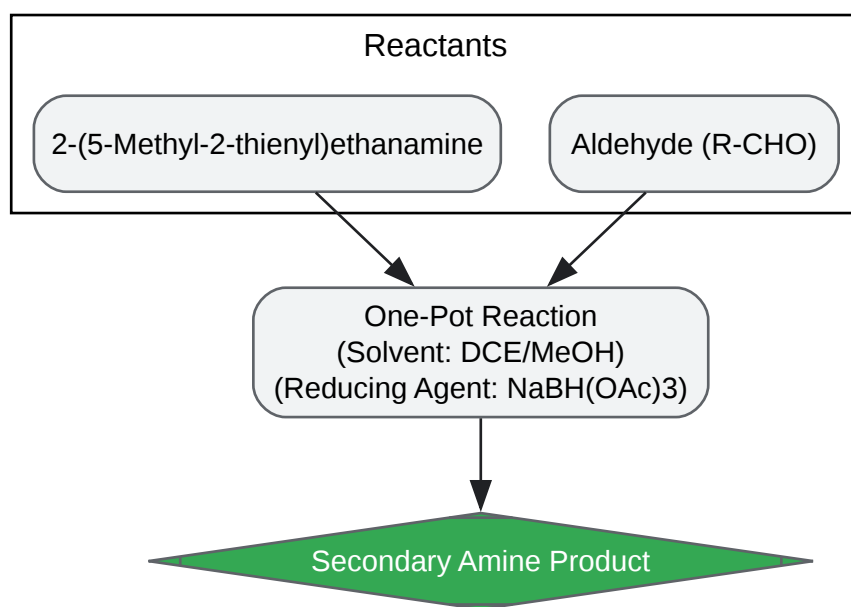 Reactants
2-(5-Methyl-2-thienyl)ethanamine
Aldehyde (R-CHO)
One-Pot Reaction
(Solvent: DCE/MeOH)
(Reducing Agent: NaBH(OAc)3)
Secondary Amine Product